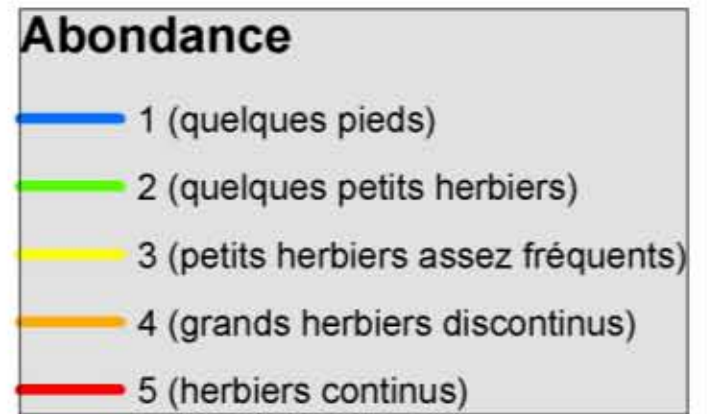 Abondance
1 (quelques pieds)
2 (quelques petits herbiers)
3 (petits herbiers assez fréquents)
4 (grands herbiers discontinus)
5 (herbiers continus)